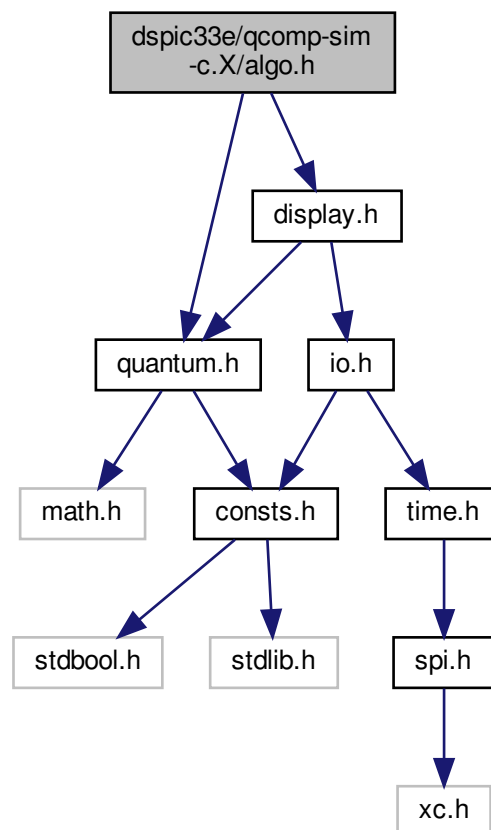 dspic33e/qcomp-sim
-c.X/algo.h
display.h
quantum.h
io.h
math.h
consts.h
time.h
stdbool.h
stdlib.h
spi.h
xc.h